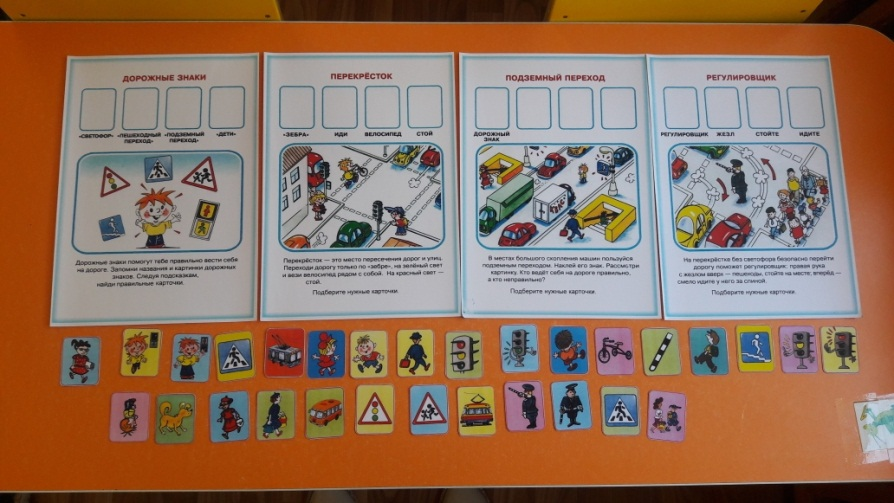 ДОРОЖНЫЕ ЗНАКИ
«СВЕТОФОР» «ПЕШЕХОДНЫЙ ПЕРЕХОД» «ПОДЗЕМНЫЙ ПЕРЕХОД» «ДЕТИ»
Дорожные знаки помогут тебе правильно вести себя
на дороге. Запомни названия и картинки дорожных
знаков. Следуя подсказкам,
найди правильные карточки.
ПЕРЕКРЁСТОК
«ЗЕБРА» ИДИ ВЕЛОСИПЕД СТОЙ
Перекрёсток — это место пересечения дорог и улиц.
Переходи дорогу только по «зебре», на зелёный свет
и вези велосипед рядом с собой. На красный свет —
стой.
Подберите нужные карточки.
ПОДЗЕМНЫЙ ПЕРЕХОД
ДОРОЖНЫЙ
ЗНАК
В местах большого скопления машин пользуйся
подземным переходом. Наклей его знак. Рассмотри
картинку. Кто ведёт себя на дороге правильно,
а кто неправильно?
Подберите нужные карточки.
РЕГУЛИРОВЩИК
РЕГУЛИРОВЩИК ЖЕЗЛ СТОЙТЕ ИДИТЕ
На перекрёстке без светофора безопасно перейти
дорогу поможет регулировщик: правая рука
с жезлом вверх — пешеходы, стойте на месте, вперёд —
смело идите у него за спиной.
Подберите нужные карточки.